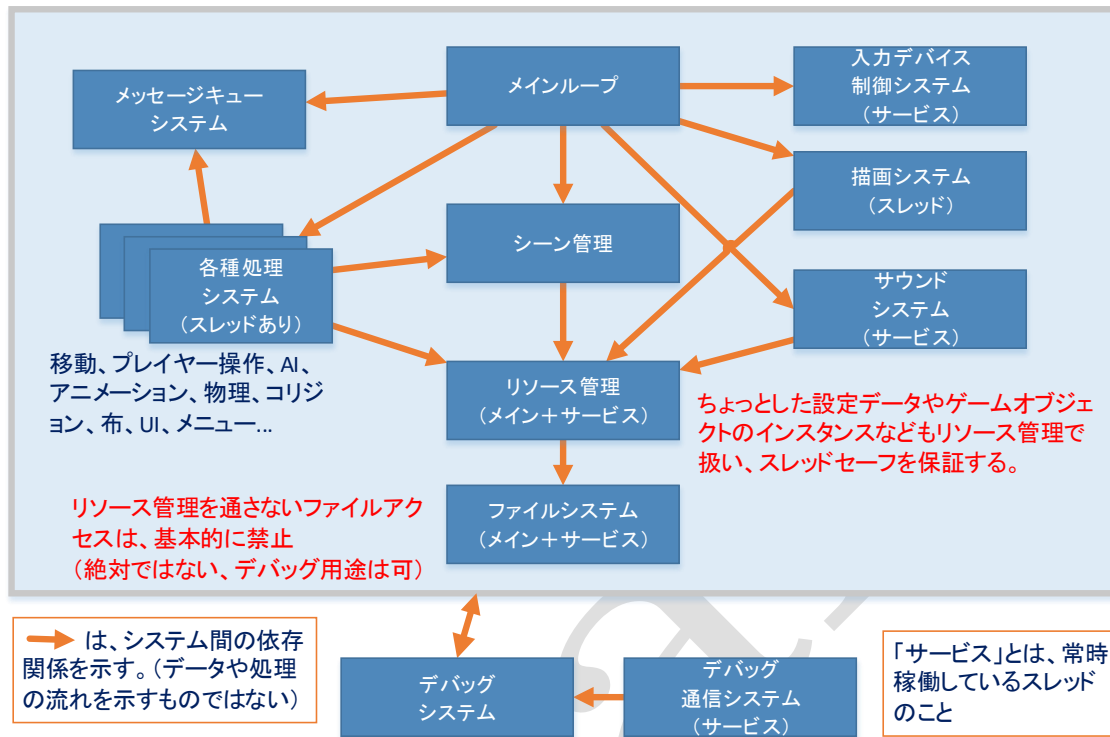 メインループ
入力デバイス
制御システム
（サービス）
メッセージキュー
システム
描画システム
（スレッド）
シーン管理
各種処理
システム
（スレッドあり）
サウンド
システム
（サービス）
移動、プレイヤー操作、AI、
アニメーション、物理、コリジ
ョン、布、UI、メニュー...
リソース管理
（メイン＋サービス）
ちょっとした設定データやゲームオブジェ
クトのインスタンスなどもリソース管理で
扱い、スレッドセーフを保証する。
リソース管理を通さないファイルアク
セスは、基本的に禁止
（絶対ではない、デバッグ用途は可）
ファイルシステム
（メイン＋サービス）
は、システム間の依存
関係を示す。（データや処理
の流れを示すものではない）
デバッグ
システム
デバッグ
通信システム
（サービス）
「サービス」とは、常時
稼働しているスレッド
のこと